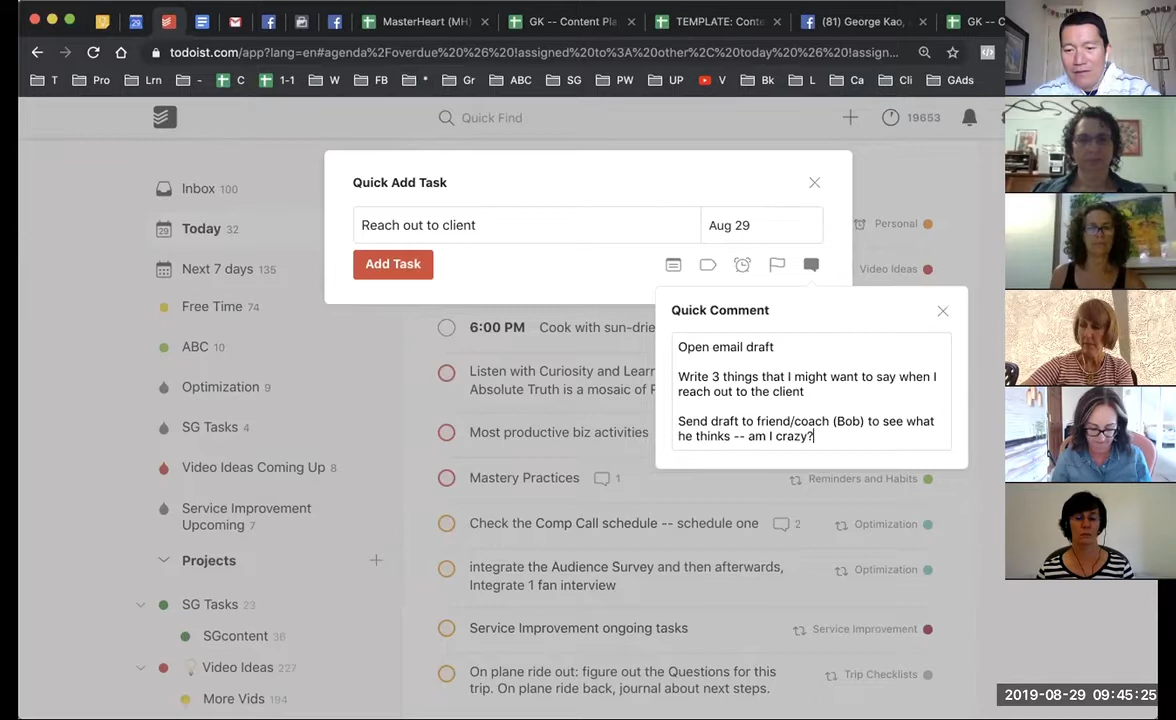 MasterHeart (MH)
GK -- Content Pla
TEMPLATE: Conte
(81) George Kao,
GK -- C
todoist.com/app?lang=en#agenda%2Foverdue%20%26%20!assigned%20to%3A%20other%2C%20today%20%26%20!assign...
T
Pro
Lrn
-
C
1-1
W
FB
*
Gr
ABC
SG
PW
UP
V
Bk
L
Ca
Cli
GAds
Quick Find
19653
Quick Add Task
Reach out to client
Aug 29
Add Task
Quick Comment
Open email draft
Write 3 things that I might want to say when I
reach out to the client
Send draft to friend/coach (Bob) to see what
he thinks -- am I crazy?
Inbox 100
29
Today 32
Next 7 days 135
Free Time 74
ABC 10
Optimization 9
SG Tasks 4
Video Ideas Coming Up 8
Service Improvement
Upcoming 7
Projects
SG Tasks 23
SGcontent 36
Video Ideas 227
More Vids 194
Personal
Video Ideas
6:00 PM Cook with sun-drie
Listen with Curiosity and Lear
Absolute Truth is a mosaic of
Most productive biz activities
Mastery Practices 1
Reminders and Habits
Check the Comp Call schedule -- schedule one 2
Optimization
integrate the Audience Survey and then afterwards,
Integrate 1 fan interview
Optimization
Service Improvement ongoing tasks
Service Improvement
On plane ride out: figure out the Questions for this
trip. On plane ride back, journal about next steps.
Trip Checklists
2019-08-29 09:45:25